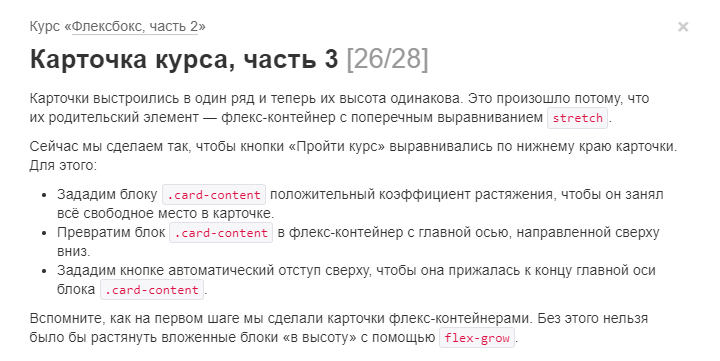 Курс «Флексбокс, часть 2»
×
Карточка курса, часть 3 [26/28]
Карточки выстроились в один ряд и теперь их высота одинакова. Это произошло потому, что
их родительский элемент — флекс-контейнер с поперечным выравниванием stretch.
Сейчас мы сделаем так, чтобы кнопки «Пройти курс» выравнивались по нижнему краю карточки.
Для этого:
• Зададим блоку .card-content положительный коэффициент растяжения, чтобы он занял
всё свободное место в карточке.
• Превратим блок .card-content в флекс-контейнер с главной осью, направленной сверху
вниз.
• Зададим кнопке автоматический отступ сверху, чтобы она прижалась к концу главной оси
блока .card-content.
Вспомните, как на первом шаге мы сделали карточки флекс-контейнерами. Без этого нельзя
было бы растянуть вложенные блоки «в высоту» с помощью flex-grow.